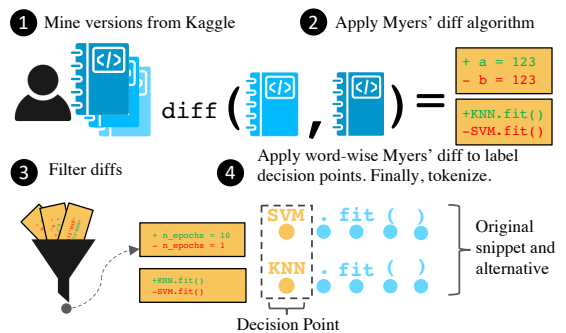 1 Mine versions from Kaggle
2 Apply Myers' diff algorithm
</>
</>
</>
diff( , )=
+ a = 123
- b = 123
+KNN.fit()
-SVM.fit()
3 Filter diffs
4 Apply word-wise Myers' diff to label
decision points. Finally, tokenize.
+ n_epochs = 10
- n_epochs = 1
+KNN.fit()
-SVM.fit()
SVM.fit()
KNN.fit()
Original
snippet and
alternative
Decision Point